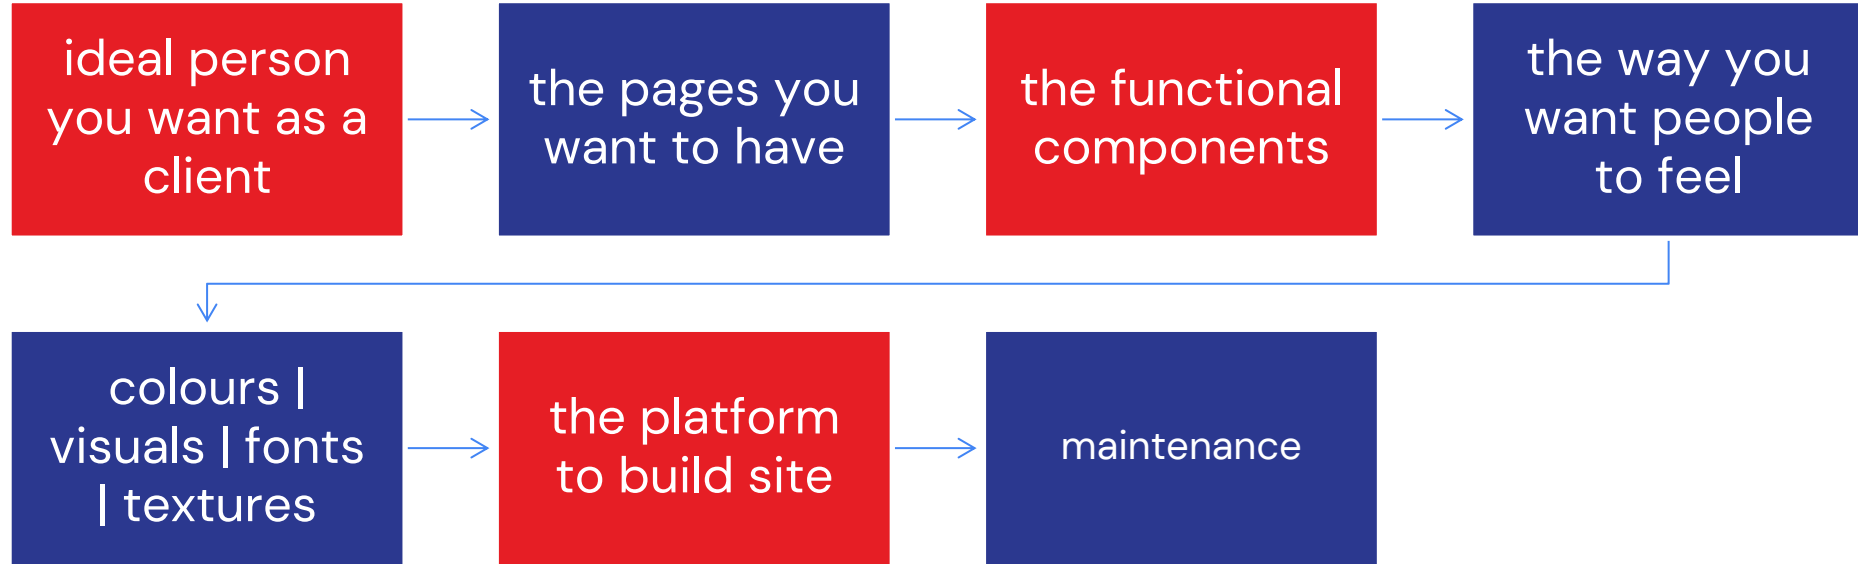 ideal person
you want as a
client
the pages you
want to have
the functional
components
the way you
want people
to feel
colours |
visuals | fonts
| textures
the platform
to build site
maintenance